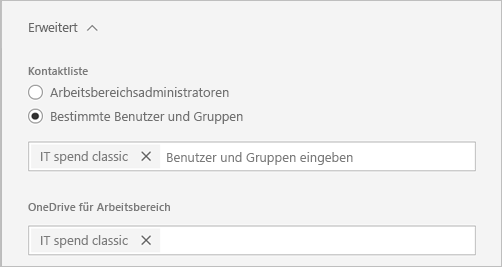 Erweitert
Kontaktliste
Arbeitsbereichsadministratoren
Bestimmte Benutzer und Gruppen
IT spend classic Benutzer und Gruppen eingeben
OneDrive für Arbeitsbereich
IT spend classic